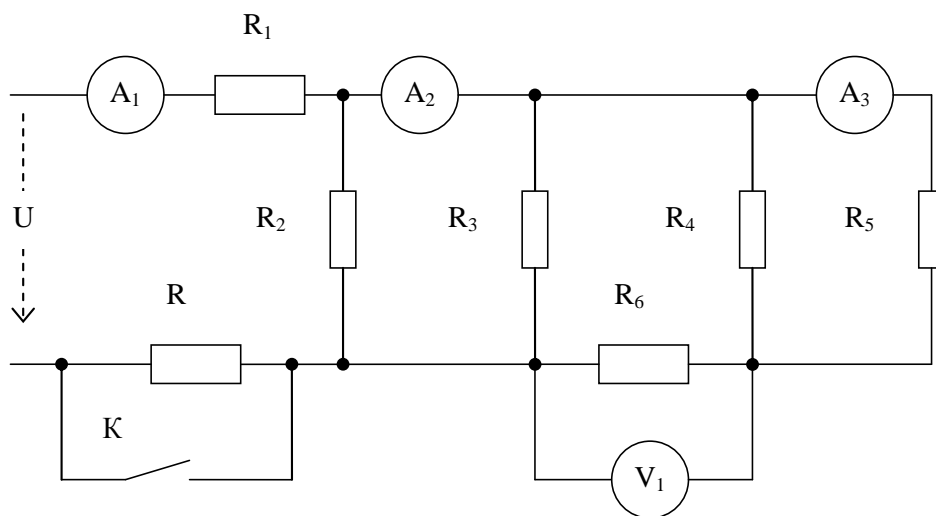 R₁
A₁
A₂
A₃
U
R₂
R₃
R₄
R₅
R
R₆
К
V₁